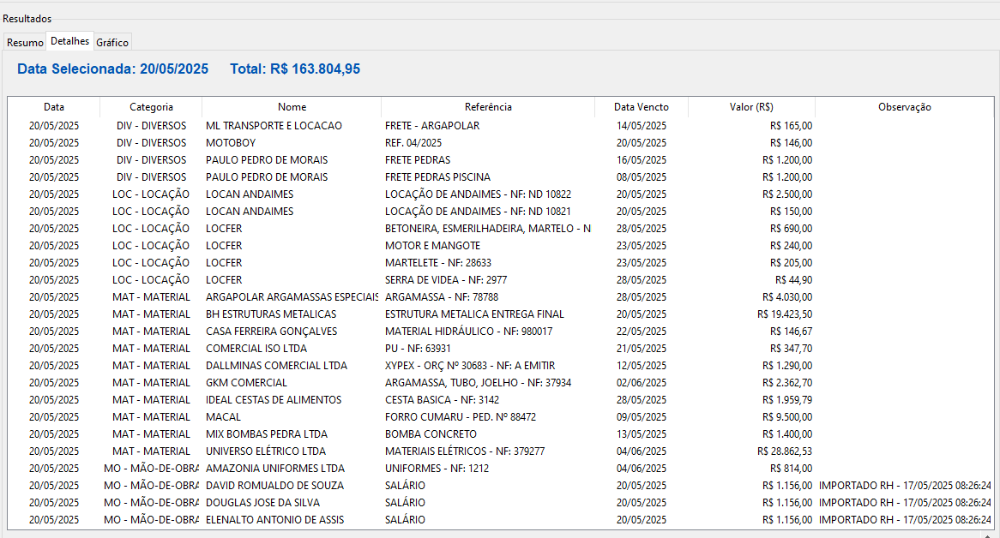 Resultados
Resumo Detalhes Gráfico
Data Selecionada: 20/05/2025 Total: R$ 163.804,95
Data Categoria Nome Referência Data Vencto Valor (R$) Observação
20/05/2025 DIV - DIVERSOS ML TRANSPORTE E LOCACAO FRETE - ARGAPOLAR 14/05/2025 R$ 165,00
20/05/2025 DIV - DIVERSOS MOTOBOY REF. 04/2025 20/05/2025 R$ 146,00
20/05/2025 DIV - DIVERSOS PAULO PEDRO DE MORAIS FRETE PEDRAS 16/05/2025 R$ 1.200,00
20/05/2025 DIV - DIVERSOS PAULO PEDRO DE MORAIS FRETE PEDRAS PISCINA 08/05/2025 R$ 1.200,00
20/05/2025 LOC - LOCAÇÃO LOCAN ANDAIMES LOCAÇÃO DE ANDAIMES - NF: ND 10822 20/05/2025 R$ 2.500,00
20/05/2025 LOC - LOCAÇÃO LOCAN ANDAIMES LOCAÇÃO DE ANDAIMES - NF: ND 10821 20/05/2025 R$ 150,00
20/05/2025 LOC - LOCAÇÃO LOCFER BETONEIRA, ESMERILHADEIRA, MARTELO - N 28/05/2025 R$ 690,00
20/05/2025 LOC - LOCAÇÃO LOCFER MOTOR E MANGOTE 23/05/2025 R$ 240,00
20/05/2025 LOC - LOCAÇÃO LOCFER MARTELETE - NF: 28633 23/05/2025 R$ 205,00
20/05/2025 LOC - LOCAÇÃO LOCFER SERRA DE VIDEA - NF: 2977 28/05/2025 R$ 44,90
20/05/2025 MAT - MATERIAL ARGAPOLAR ARGAMASSAS ESPECIAIS ARGAMASSA - NF: 78788 28/05/2025 R$ 4.030,00
20/05/2025 MAT - MATERIAL BH ESTRUTURAS METALICAS ESTRUTURA METALICA ENTREGA FINAL 20/05/2025 R$ 19.423,50
20/05/2025 MAT - MATERIAL CASA FERREIRA GONÇALVES MATERIAL HIDRÁULICO - NF: 980017 22/05/2025 R$ 146,67
20/05/2025 MAT - MATERIAL COMERCIAL ISO LTDA PU - NF: 63931 21/05/2025 R$ 347,70
20/05/2025 MAT - MATERIAL DALLMINAS COMERCIAL LTDA XYPEX - ORÇ Nº 30683 - NF: A EMITIR 12/05/2025 R$ 1.290,00
20/05/2025 MAT - MATERIAL GKM COMERCIAL ARGAMASSA, TUBO, JOELHO - NF: 37934 02/06/2025 R$ 2.362,70
20/05/2025 MAT - MATERIAL IDEAL CESTAS DE ALIMENTOS CESTA BASICA - NF: 3142 28/05/2025 R$ 1.959,79
20/05/2025 MAT - MATERIAL MACAL FORRO CUMARU - PED. Nº 88472 09/05/2025 R$ 9.500,00
20/05/2025 MAT - MATERIAL MIX BOMBAS PEDRA LTDA BOMBA CONCRETO 13/05/2025 R$ 1.400,00
20/05/2025 MAT - MATERIAL UNIVERSO ELÉTRICO LTDA MATERIAIS ELÉTRICOS - NF: 379277 04/06/2025 R$ 28.862,53
20/05/2025 MO - MÃO-DE-OBRA AMAZONIA UNIFORMES LTDA UNIFORMES - NF: 1212 04/06/2025 R$ 814,00
20/05/2025 MO - MÃO-DE-OBRA DAVID ROMUALDO DE SOUZA SALÁRIO 20/05/2025 R$ 1.156,00 IMPORTADO RH - 17/05/2025 08:26:24
20/05/2025 MO - MÃO-DE-OBRA DOUGLAS JOSE DA SILVA SALÁRIO 20/05/2025 R$ 1.156,00 IMPORTADO RH - 17/05/2025 08:26:24
20/05/2025 MO - MÃO-DE-OBRA ELENALTO ANTONIO DE ASSIS SALÁRIO 20/05/2025 R$ 1.156,00 IMPORTADO RH - 17/05/2025 08:26:24